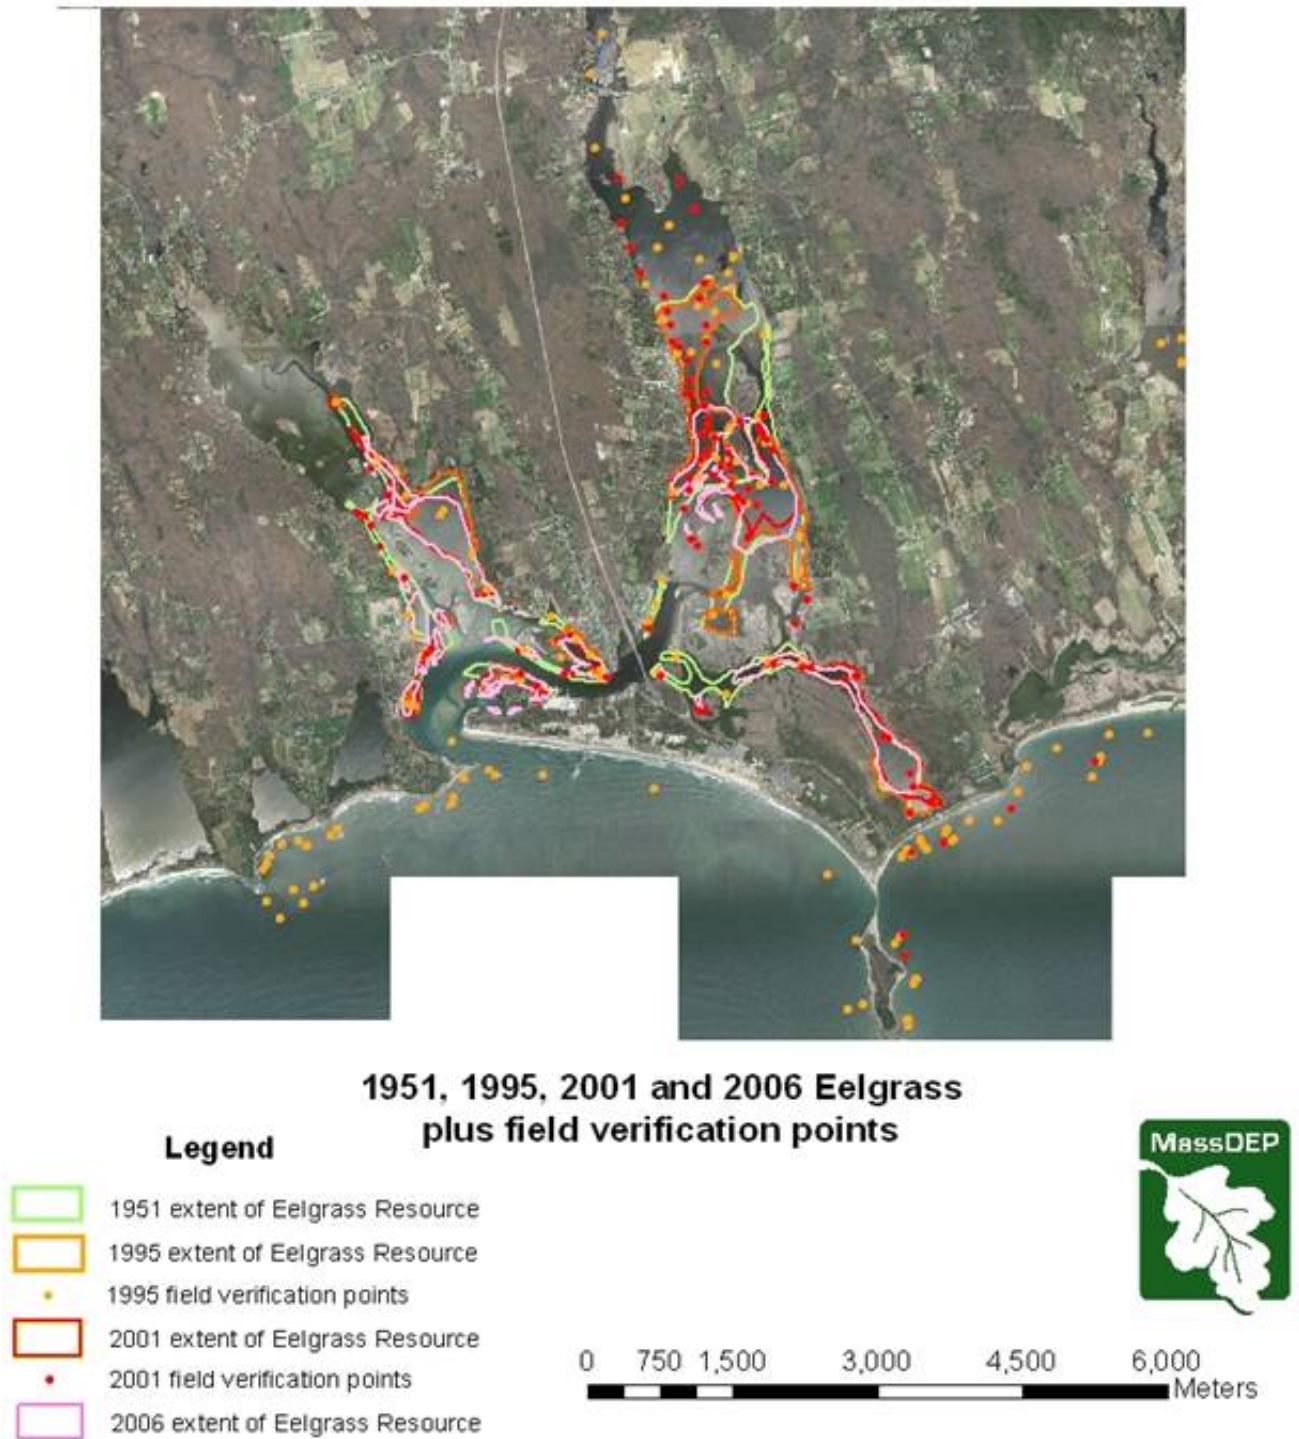 1951, 1995, 2001 and 2006 Eelgrass
plus field verification points
Legend
1951 extent of Eelgrass Resource
1995 extent of Eelgrass Resource
1995 field verification points
2001 extent of Eelgrass Resource
2001 field verification points
2006 extent of Eelgrass Resource
MassDEP
0 750 1,500 3,000 4,500 6,000
Meters